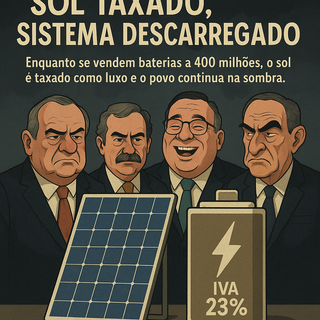 SOL TAXADO,
SISTEMA DESCARREGADO
Enquanto se vendem baterias a 400 milhões, o sol
é taxado como luxo e o povo continua na sombra.
IVA
23%